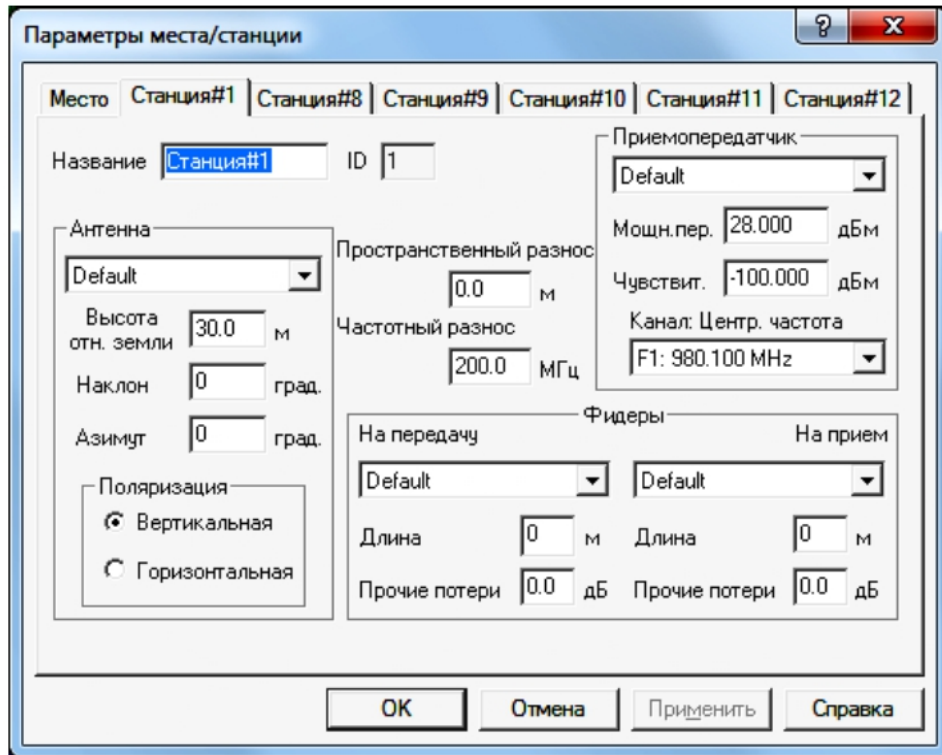 Параметры места/станции
?
X
Место Станция#1 Станция#8 Станция#9 Станция#10 Станция#11 Станция#12
Название Станция#1 ID 1
Антенна
Default
Высота отн. земли 30.0 м
Наклон 0 град.
Азимут 0 град.
Поляризация
Вертикальная
Горизонтальная
Пространственный разнос
0.0 м
Частотный разнос
200.0 МГц
Приемопередатчик
Default
Мощн.пер. 28.000 дБм
Чувствит. -100.000 дБм
Канал: Центр. частота
F1: 980.100 MHz
Фидеры
На передачу На прием
Default Default
Длина 0 м Длина 0 м
Прочие потери 0.0 дБ Прочие потери 0.0 дБ
OK Отмена Применить Справка